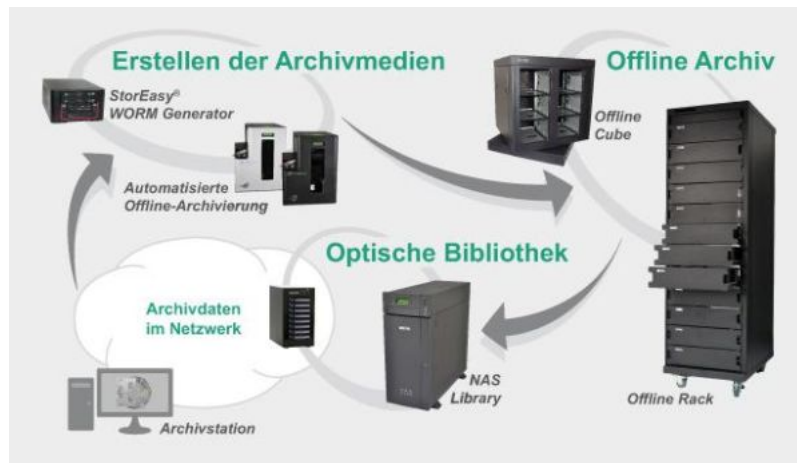 Erstellen der Archivmedien
StorEasy®
WORM Generator
Automatisierte
Offline-Archivierung
Offline Archiv
Offline
Cube
Optische Bibliothek
Archivdaten
im Netzwerk
NAS
Library
Offline Rack
Archivstation